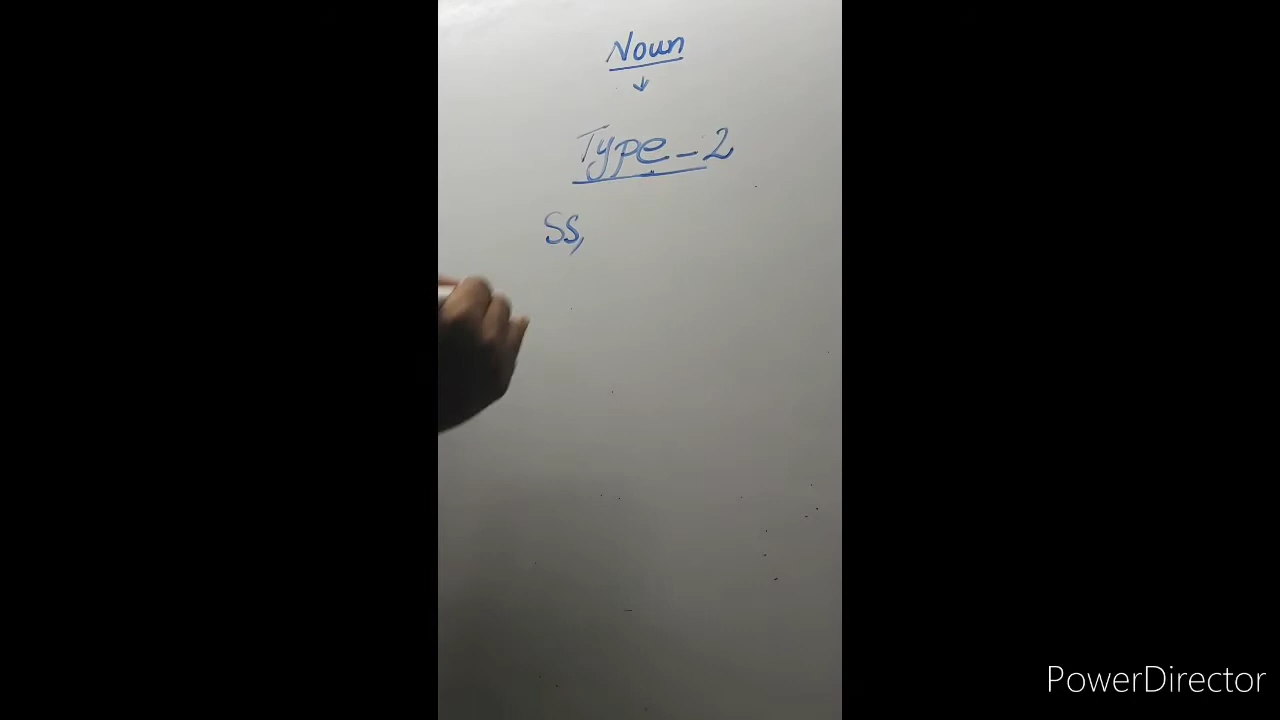 Noun
↓
Type-2
SS,
PowerDirector